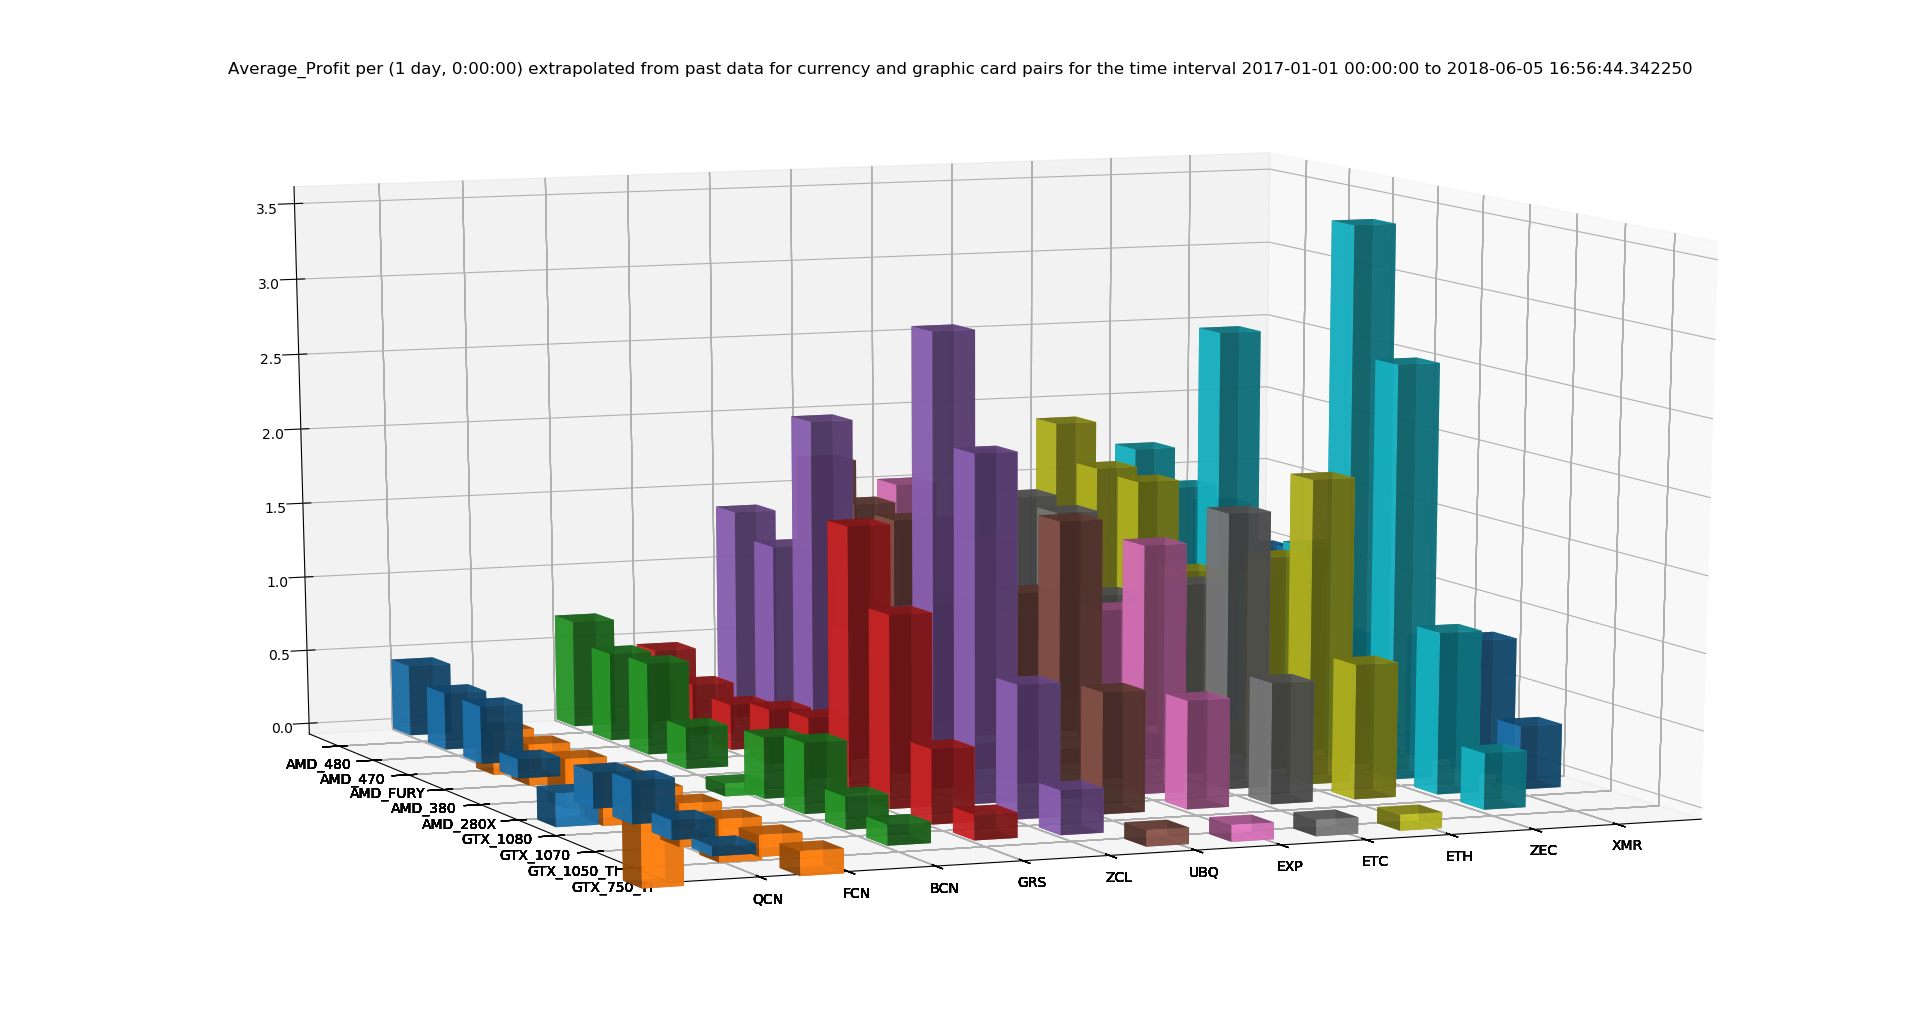 Average_Profit per (1 day, 0:00:00) extrapolated from past data for currency and graphic card pairs for the time interval 2017-01-01 00:00:00 to 2018-06-05 16:56:44.342250
3.5
3.0
2.5
2.0
1.5
1.0
0.5
0.0
AMD_480
AMD_470
AMD_FURY
AMD_380
AMD_280X
GTX_1080
GTX_1070
GTX_1050_TI
GTX_750_TI
QCN
FCN
BCN
GRS
ZCL
UBQ
EXP
ETC
ETH
ZEC
XMR